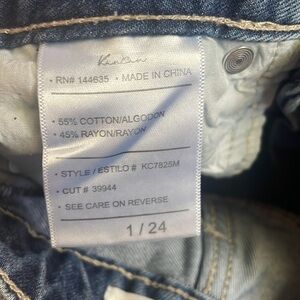 KanCan
• RN# 144635 • MADE IN CHINA
• 55% COTTON/ALGODON
• 45% RAYON/RAYON
• STYLE / ESTILO # KC7825M
• CUT # 39944
• SEE CARE ON REVERSE
1 / 24